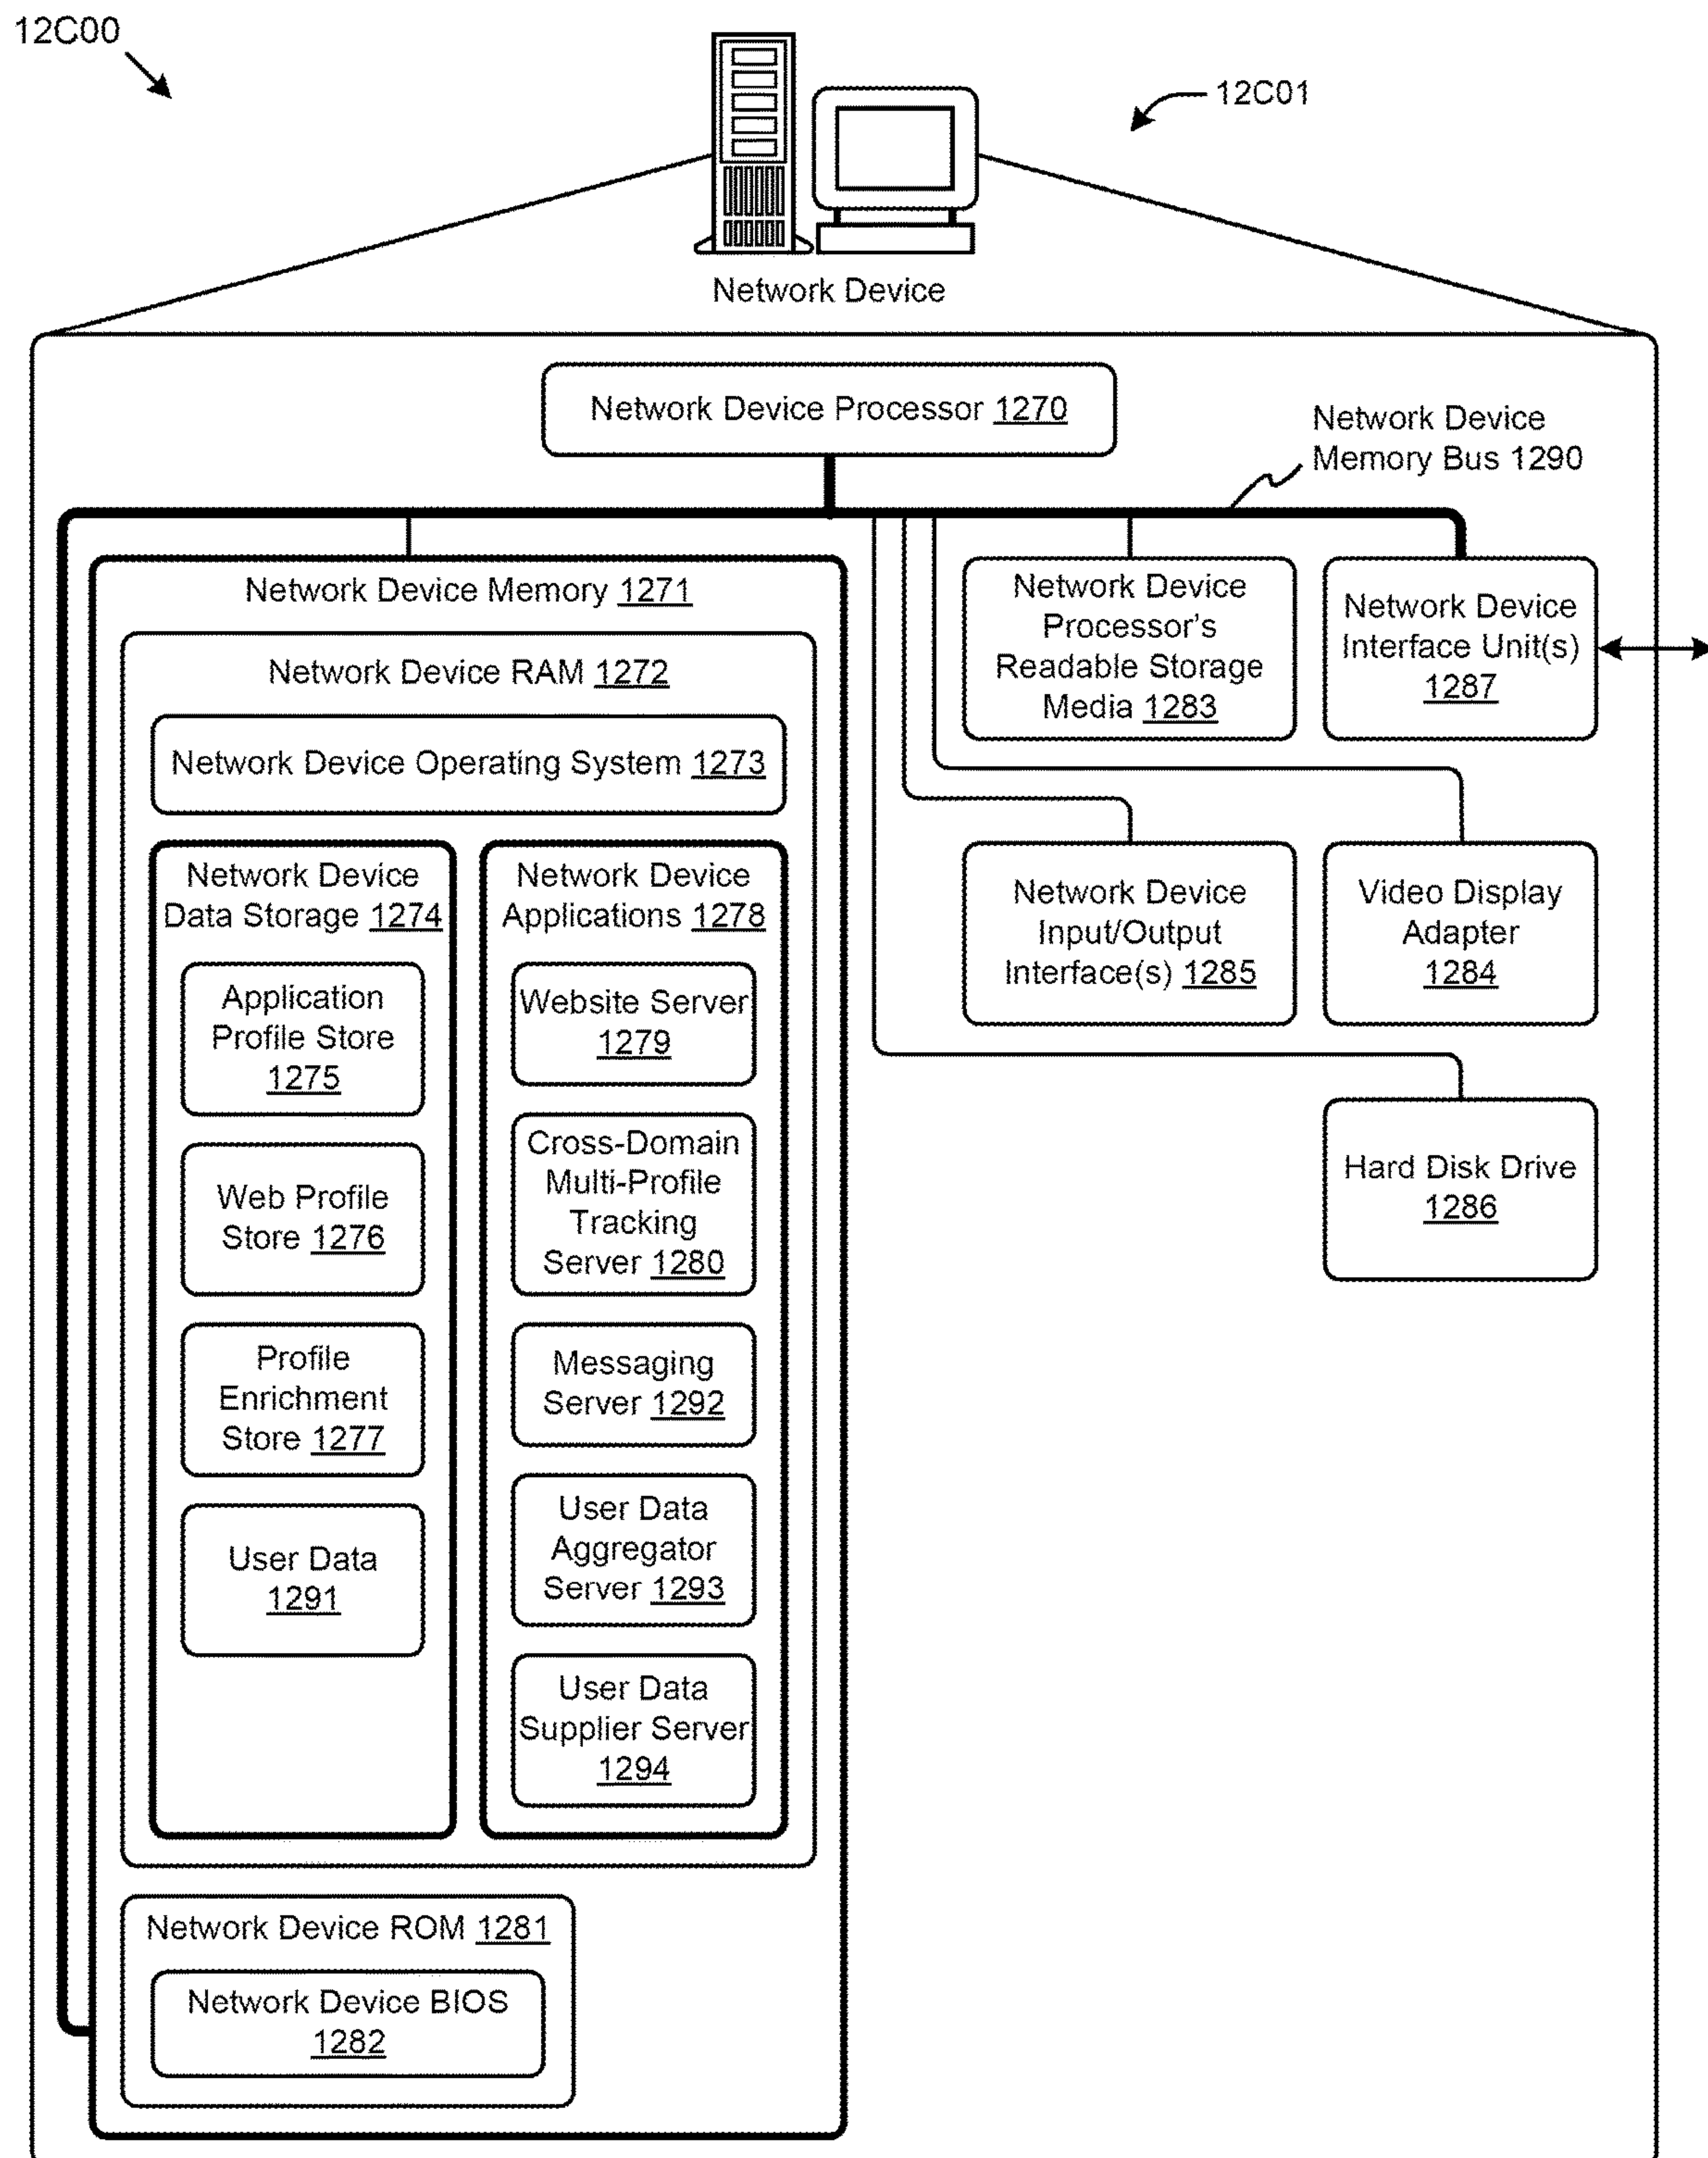 12C00
12C01
Network Device
Network Device Processor 1270
Network Device
Memory Bus 1290
Network Device Memory 1271
Network Device RAM 1272
Network Device Operating System 1273
Network Device
Data Storage 1274
Application
Profile Store
1275
Web Profile
Store 1276
Profile
Enrichment
Store 1277
User Data
1291
Network Device
Applications 1278
Website Server
1279
Cross-Domain
Multi-Profile
Tracking
Server 1280
Messaging
Server 1292
User Data
Aggregator
Server 1293
User Data
Supplier Server
1294
Network Device ROM 1281
Network Device BIOS
1282
Network Device
Processor's
Readable Storage
Media 1283
Network Device
Interface Unit(s)
1287
Network Device
Input/Output
Interface(s) 1285
Video Display
Adapter
1284
Hard Disk Drive
1286